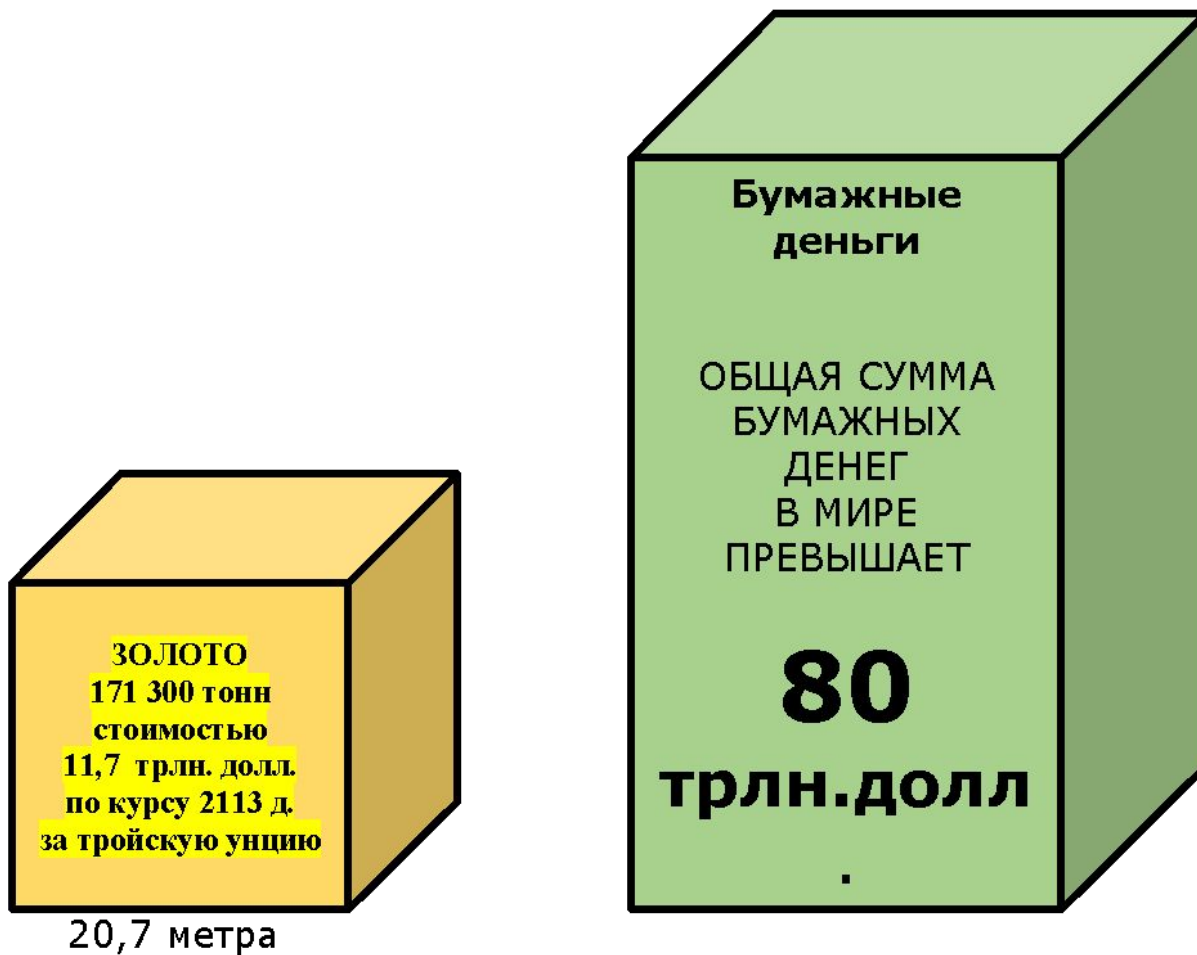 ЗОЛОТО
171 300 тонн
стоимостью
11,7 трлн. долл.
по курсу 2113 д.
за тройскую унцию
20,7 метра
Бумажные
деньги
ОБЩАЯ СУММА
БУМАЖНЫХ
ДЕНЕГ
В МИРЕ
ПРЕВЫШАЕТ
80
трлн.долл
.